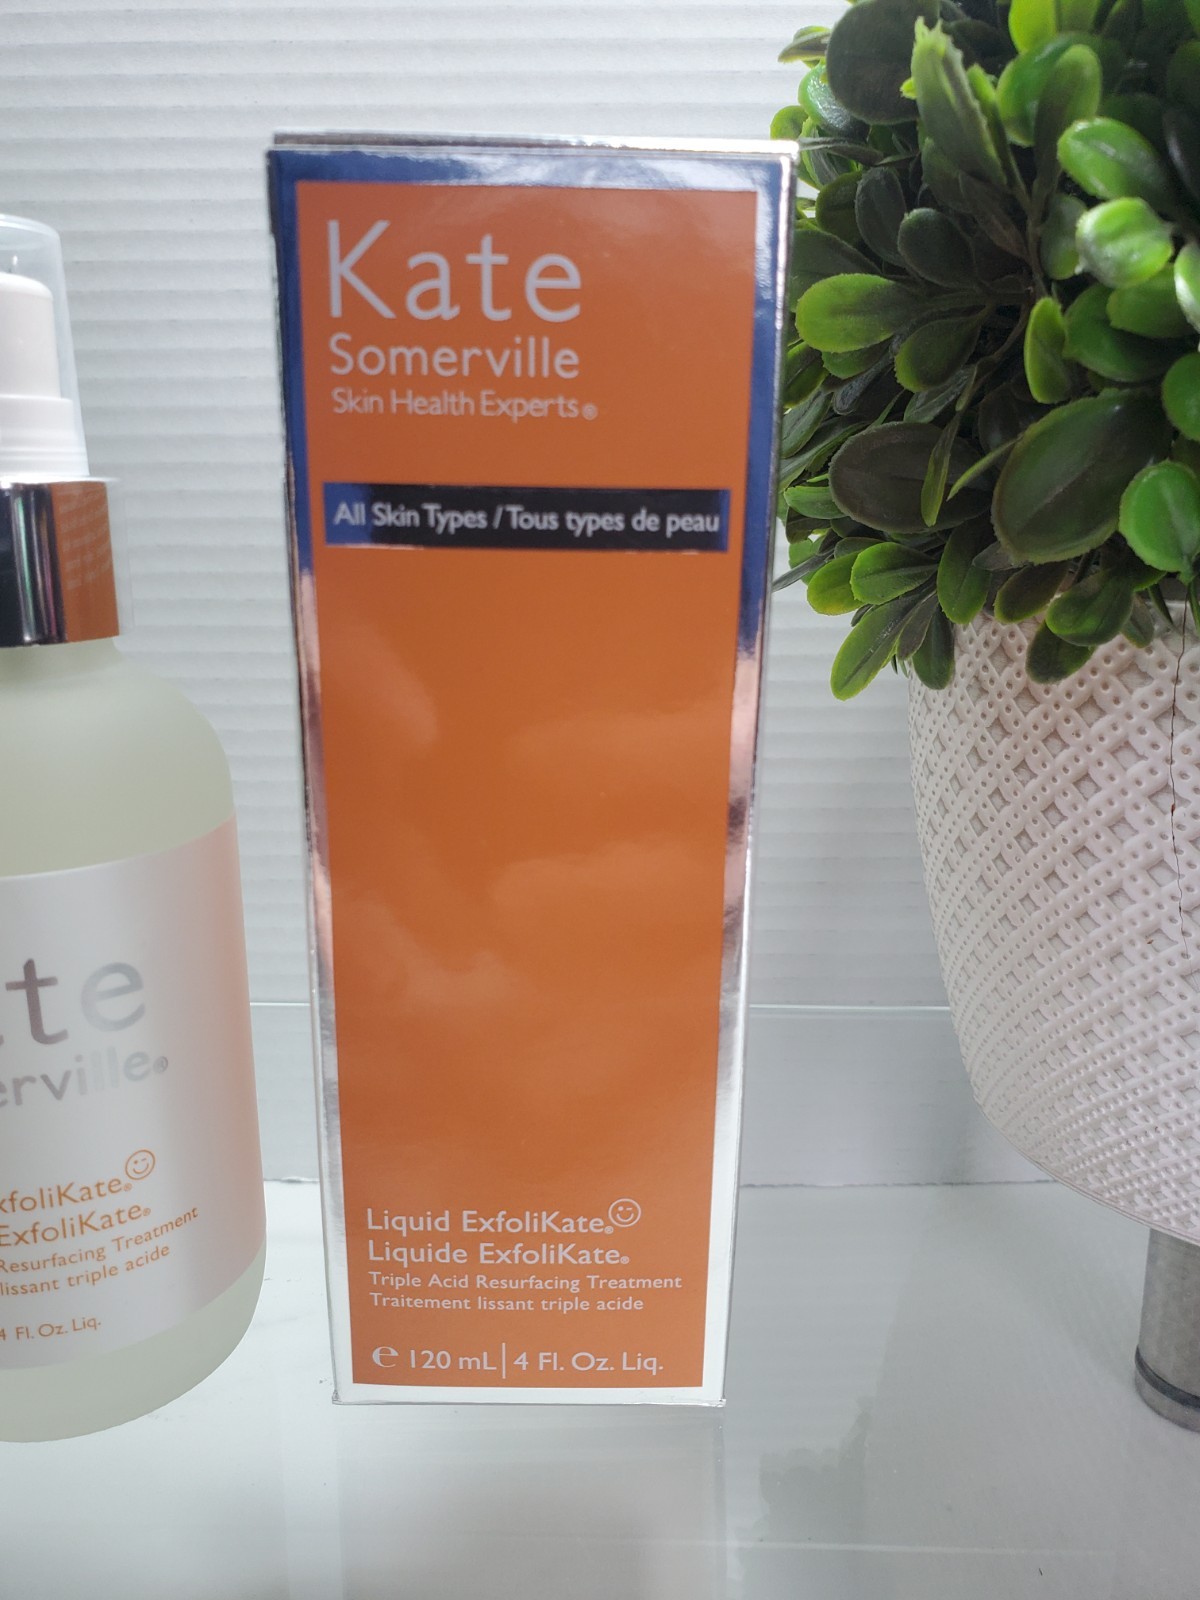 Kate
Somerville
Skin Health Experts®
All Skin Types / Tous types de peau
Liquid ExfoliKate®
Liquide ExfoliKate®
Triple Acid Resurfacing Treatment
Traitement lissant triple acide
e 120 mL | 4 Fl. Oz. Liq.
te
erville®
xfoliKate®
ExfoliKate®
Resurfacing Treatment
lissant triple acide
4 Fl. Oz. Liq.